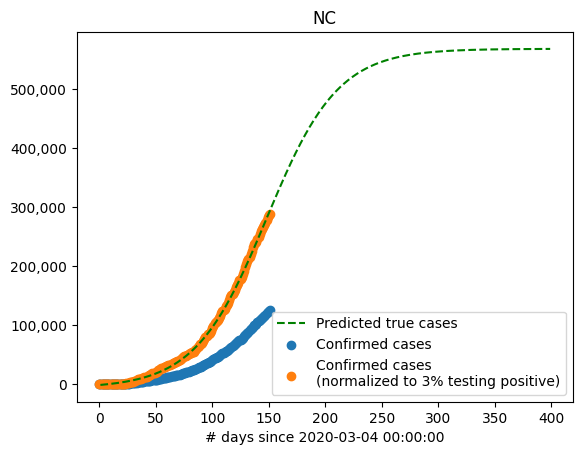 NC
500,000
400,000
300,000
200,000
100,000
0
0 50 100 150 200 250 300 350 400
# days since 2020-03-04 00:00:00
Predicted true cases
Confirmed cases
Confirmed cases
(normalized to 3% testing positive)